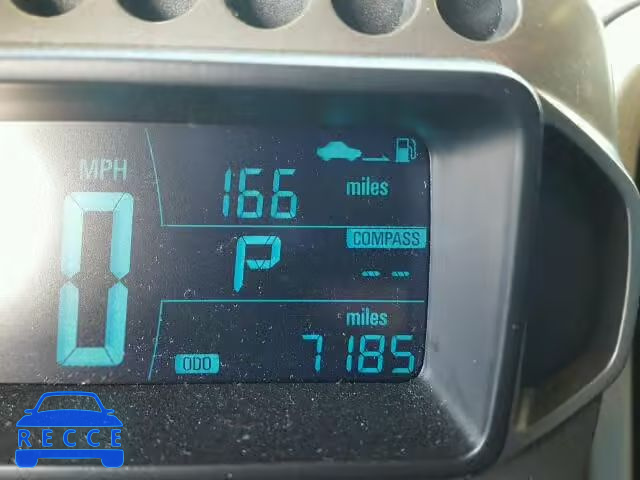 MPH
166
miles
0
P
COMPASS
-- --
miles
ODO
7185
RECCE